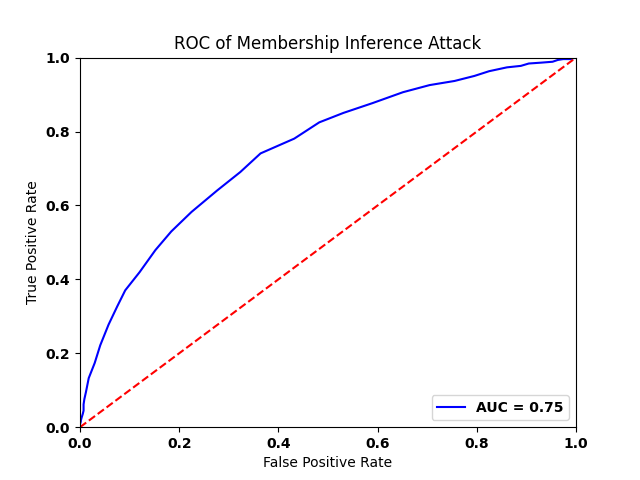 ROC of Membership Inference Attack
1.0
0.8
0.6
0.4
0.2
0.0
True Positive Rate
AUC = 0.75
0.0 0.2 0.4 0.6 0.8 1.0
False Positive Rate